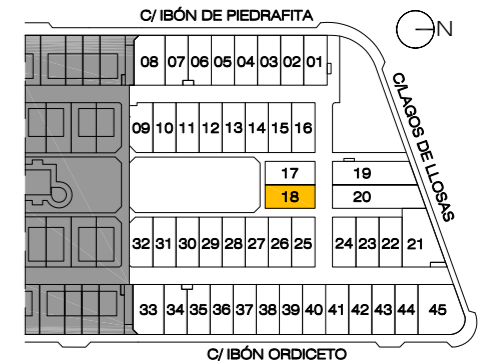 C/ IBÓN DE PIEDRAFITA
N
08 07 06 05 04 03 02 01
C/LAGOS DE LLOSAS
09 10 11 12 13 14 15 16
17 19
18 20
32 31 30 29 28 27 26 25 24 23 22 21
33 34 35 36 37 38 39 40 41 42 43 44 45
C/ IBÓN ORDICETO